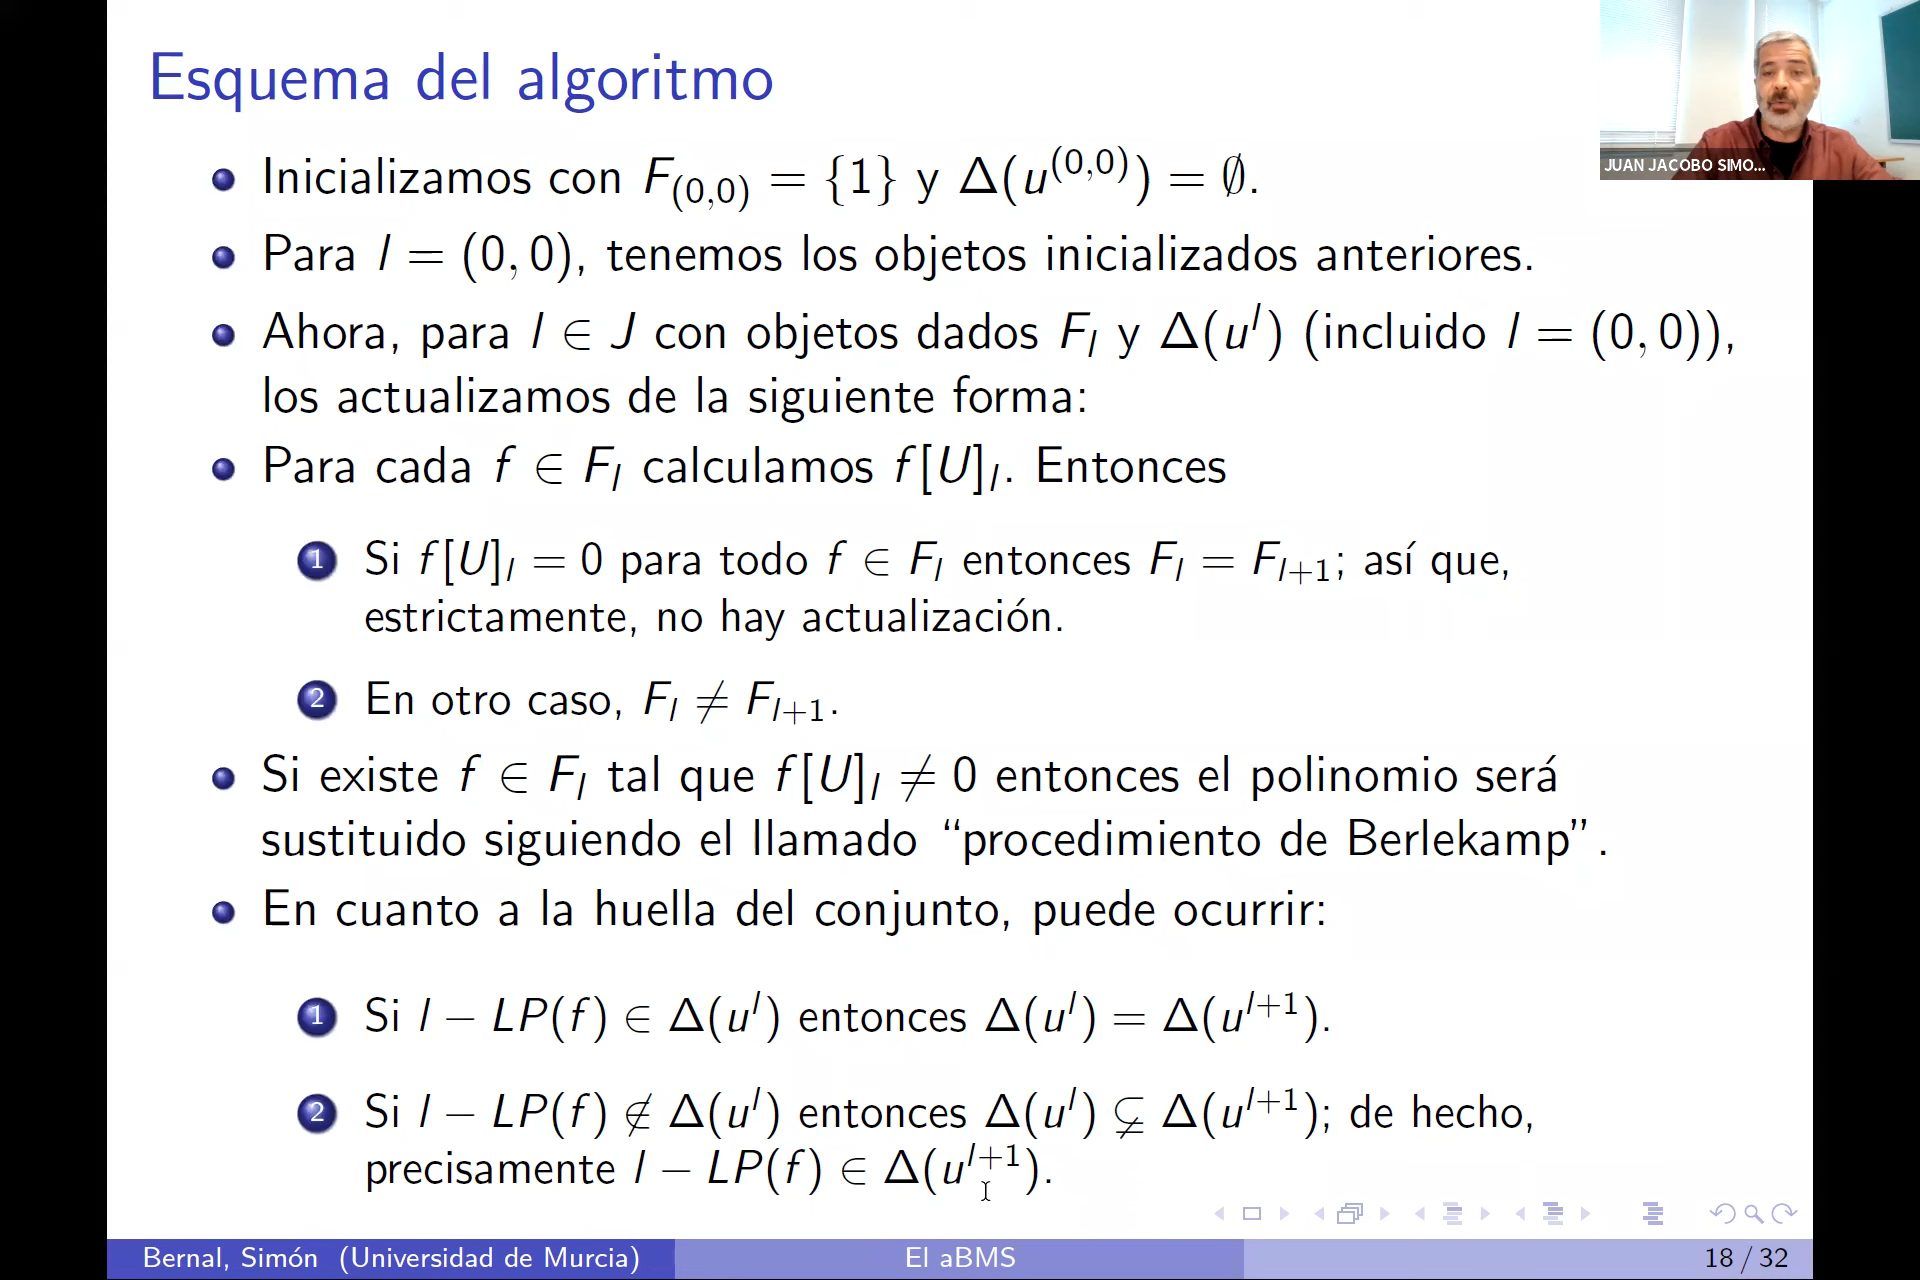 Esquema del algoritmo
JUAN JACOBO SIMO...
Inicializamos con F_{(0,0)} = {1} y Δ(u^{(0,0)}) = ∅.
Para l = (0, 0), tenemos los objetos inicializados anteriores.
Ahora, para l ∈ J con objetos dados F_l y Δ(u^l) (incluido l = (0, 0)),
los actualizamos de la siguiente forma:
Para cada f ∈ F_l calculamos f[U]_l. Entonces
1 Si f[U]_l = 0 para todo f ∈ F_l entonces F_l = F_{l+1}; así que,
estrictamente, no hay actualización.
2 En otro caso, F_l ≠ F_{l+1}.
Si existe f ∈ F_l tal que f[U]_l ≠ 0 entonces el polinomio será
sustituido siguiendo el llamado “procedimiento de Berlekamp”.
En cuanto a la huella del conjunto, puede ocurrir:
1 Si l − LP(f) ∈ Δ(u^l) entonces Δ(u^l) = Δ(u^{l+1}).
2 Si l − LP(f) ∉ Δ(u^l) entonces Δ(u^l) ⊊ Δ(u^{l+1}); de hecho,
precisamente l − LP(f) ∈ Δ(u^{l+1}).
Bernal, Simón (Universidad de Murcia) El aBMS 18 / 32